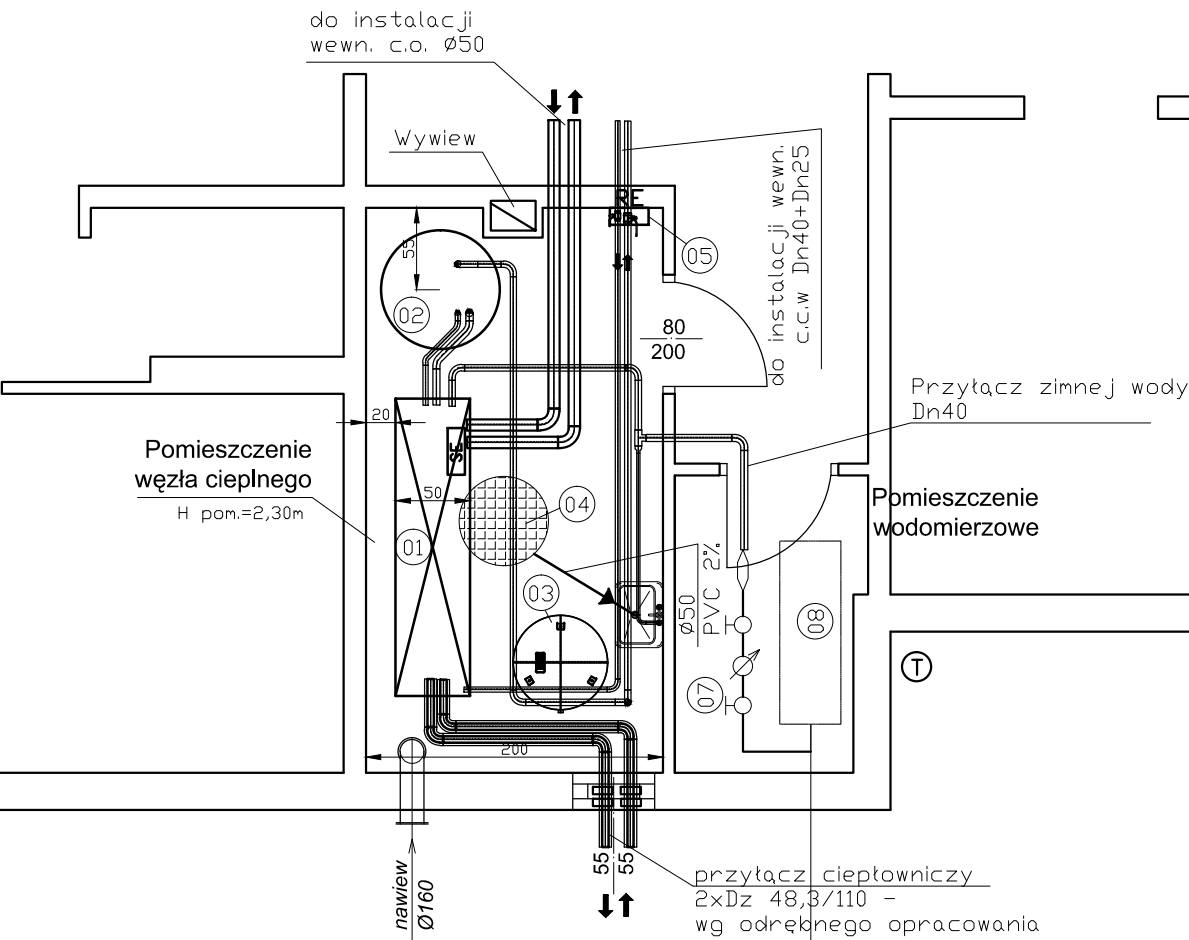 do instalacji
wewn. c.o. Ø50
Wywiew
RE
05
55
02
80
200
do instalacji wewn.
c.c.w Dn40+Dn25
Przyłącz zimnej wody
Dn40
20
SE
Pomieszczenie
węzła cieplnego
H pom.=2,30m
50
04
01
Pomieszczenie
wodomierzowe
03
Ø50
PVC 2%
08
07
T
200
nawiew
Ø160
55
55
przyłącz ciepłowniczy
2xDz 48,3/110 -
wg odrębnego opracowania